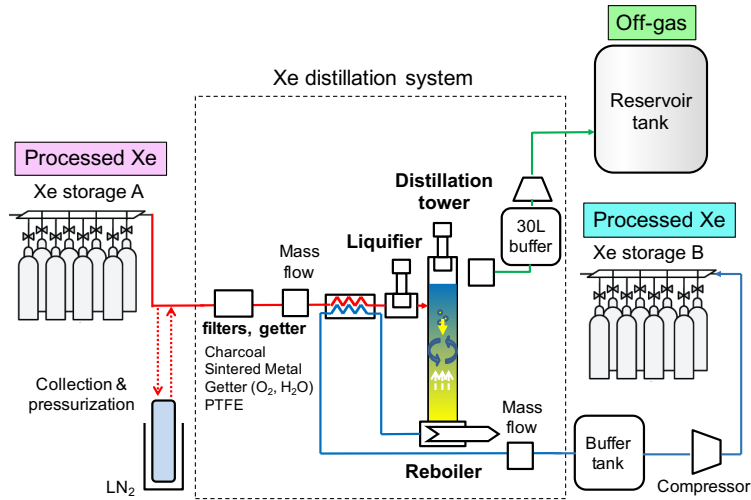 Off-gas
Reservoir
tank
Xe distillation system
Processed Xe
Xe storage A
Distillation
tower
30L
buffer
Processed Xe
Xe storage B
Liquifier
Mass
flow
filters, getter
Charcoal
Sintered Metal
Getter (O₂, H₂O)
PTFE
Collection &
pressurization
LN₂
Reboiler
Mass
flow
Buffer
tank
Compressor